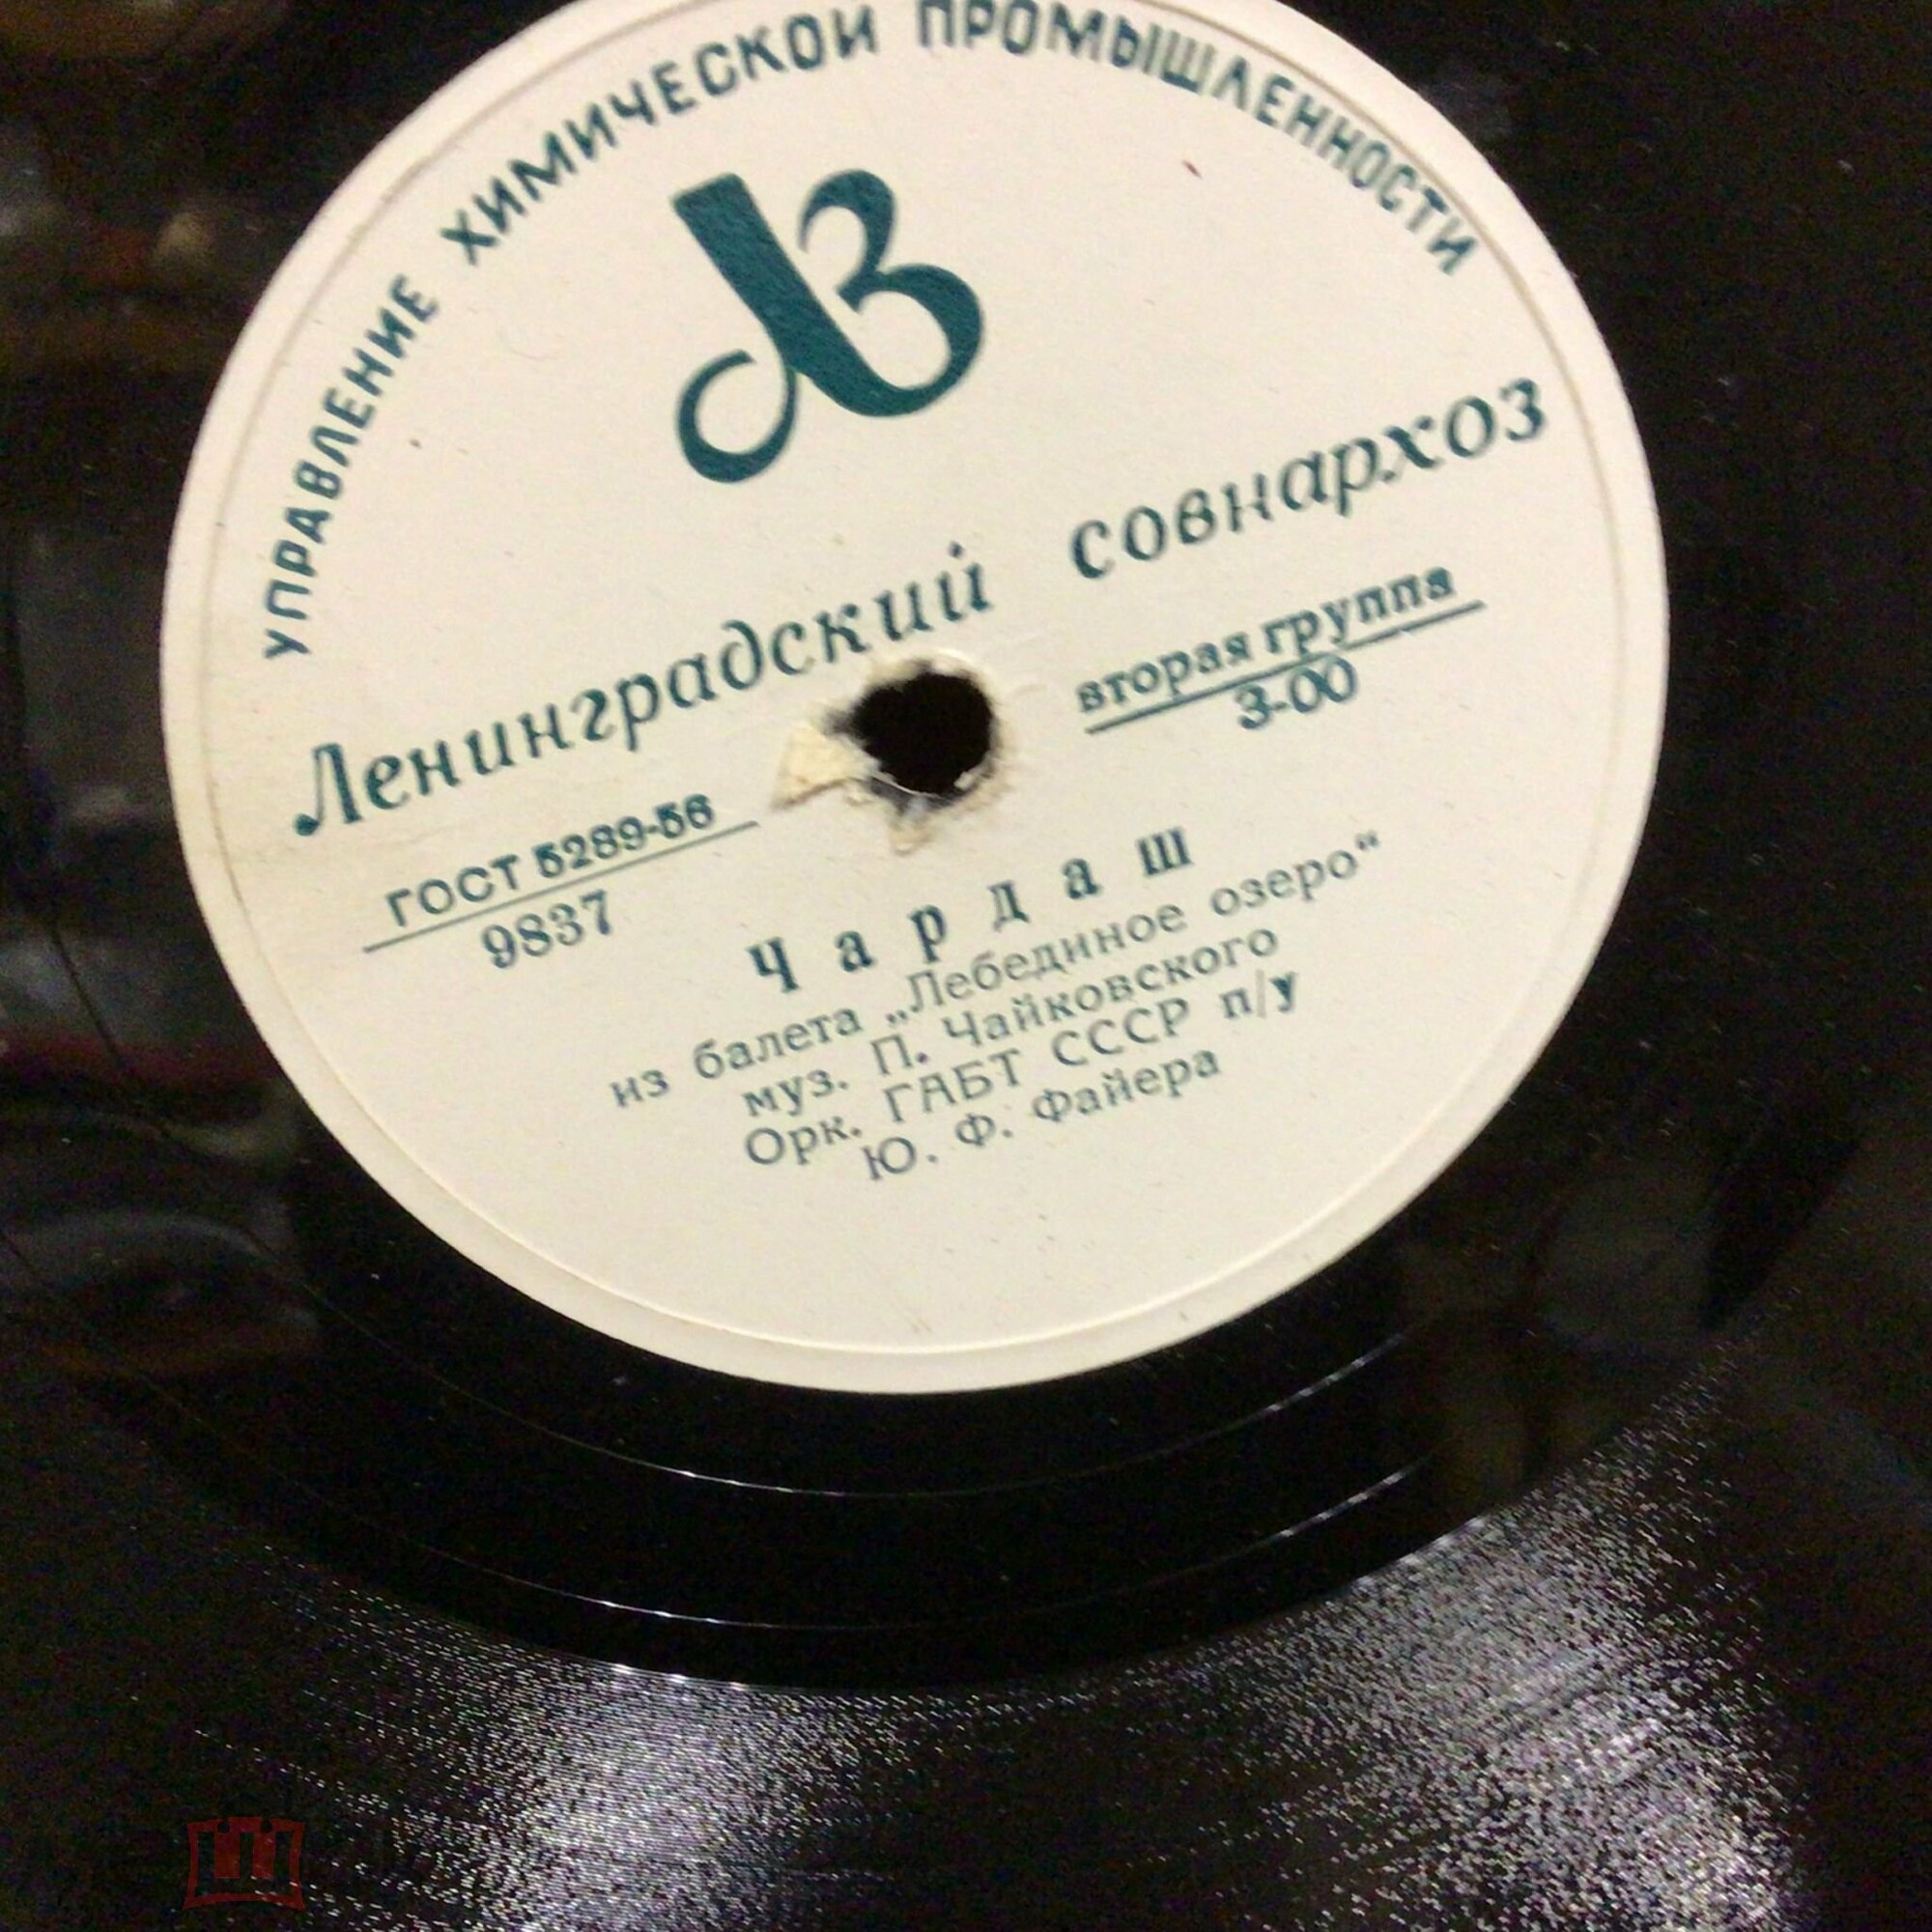 УПРАВЛЕНИЕ ХИМИЧЕСКОЙ ПРОМЫШЛЕННОСТИ
Ленинградский совнархоз
ГОСТ 5289-56
9837
вторая группа
3-00
Чардаш
из балета „Лебединое озеро“
муз. П. Чайковского
Орк. ГАБТ СССР п/у
Ю. Ф. Файера